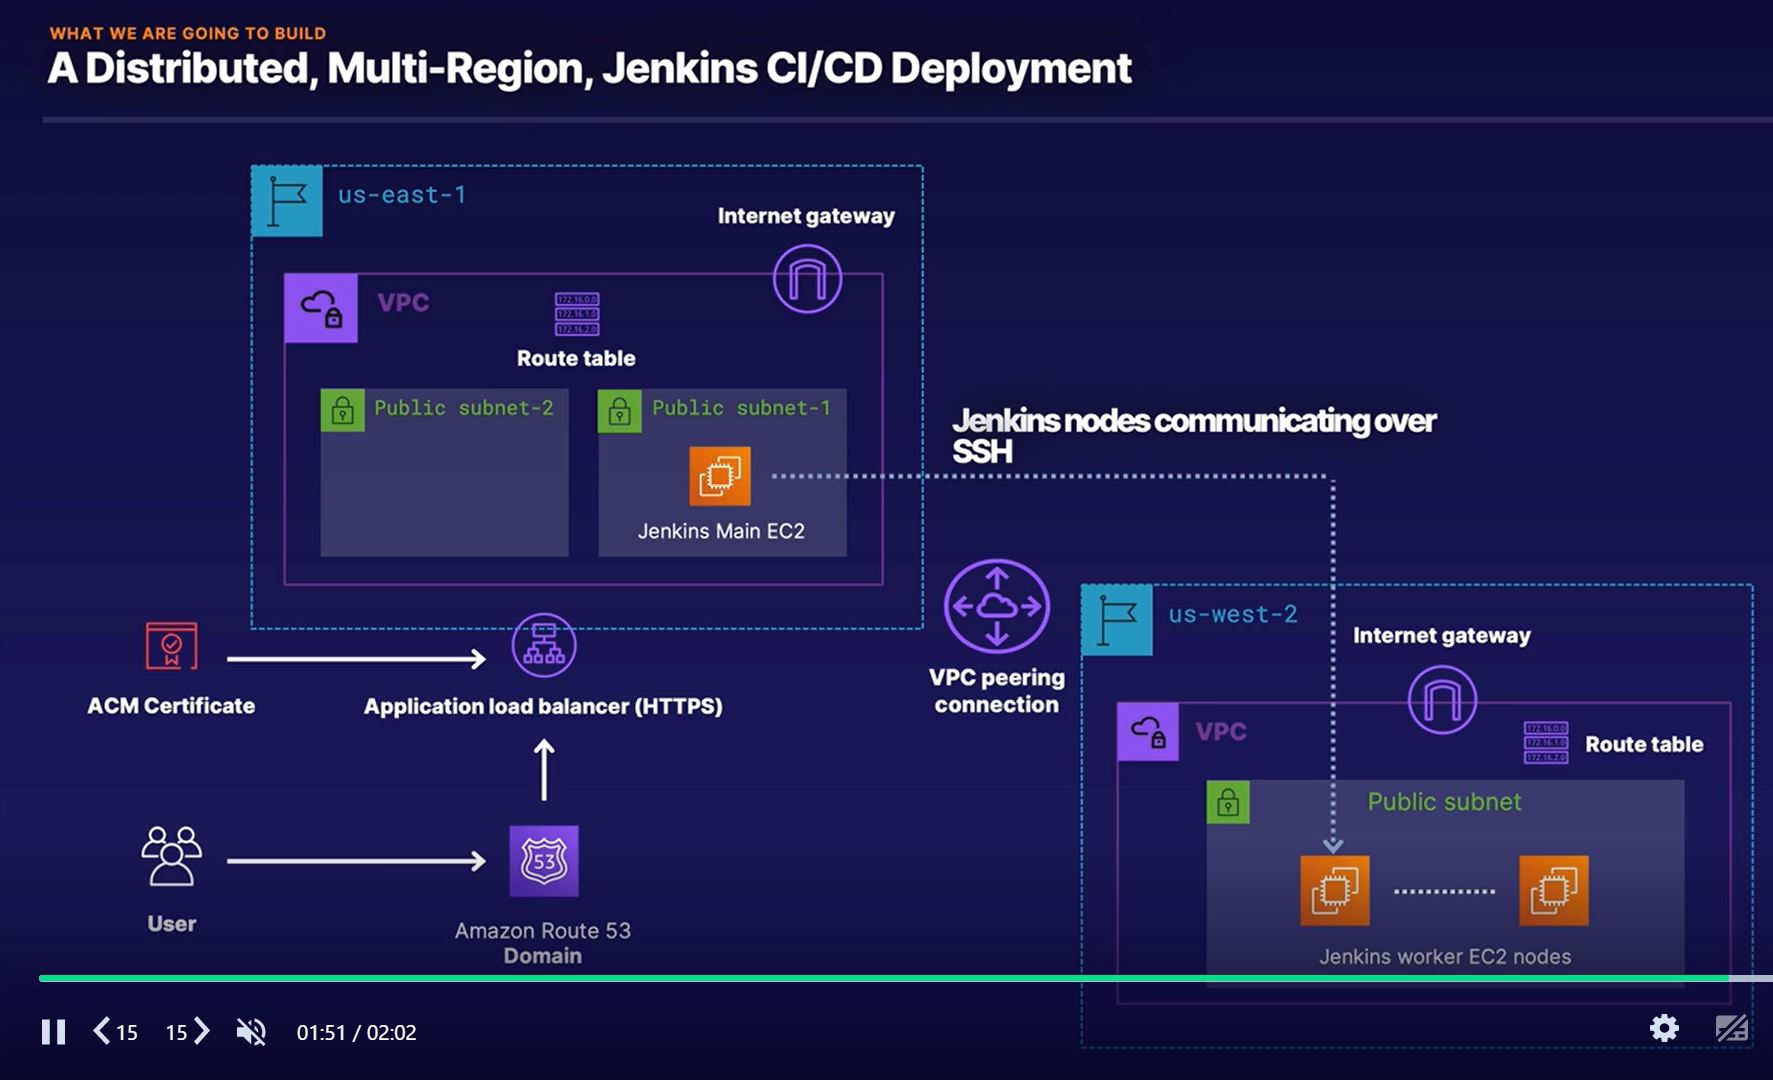 WHAT WE ARE GOING TO BUILD
A Distributed, Multi-Region, Jenkins CI/CD Deployment
us-east-1
Internet gateway
VPC
172.16.0.0
172.16.1.0
172.16.2.0
Route table
Public subnet-2
Public subnet-1
Jenkins Main EC2
Jenkins nodes communicating over
SSH
VPC peering
connection
ACM Certificate
Application load balancer (HTTPS)
User
53
Amazon Route 53
Domain
us-west-2
Internet gateway
VPC
172.16.0.0
172.16.1.0
172.16.2.0
Route table
Public subnet
Jenkins worker EC2 nodes
15
15
01:51 / 02:02